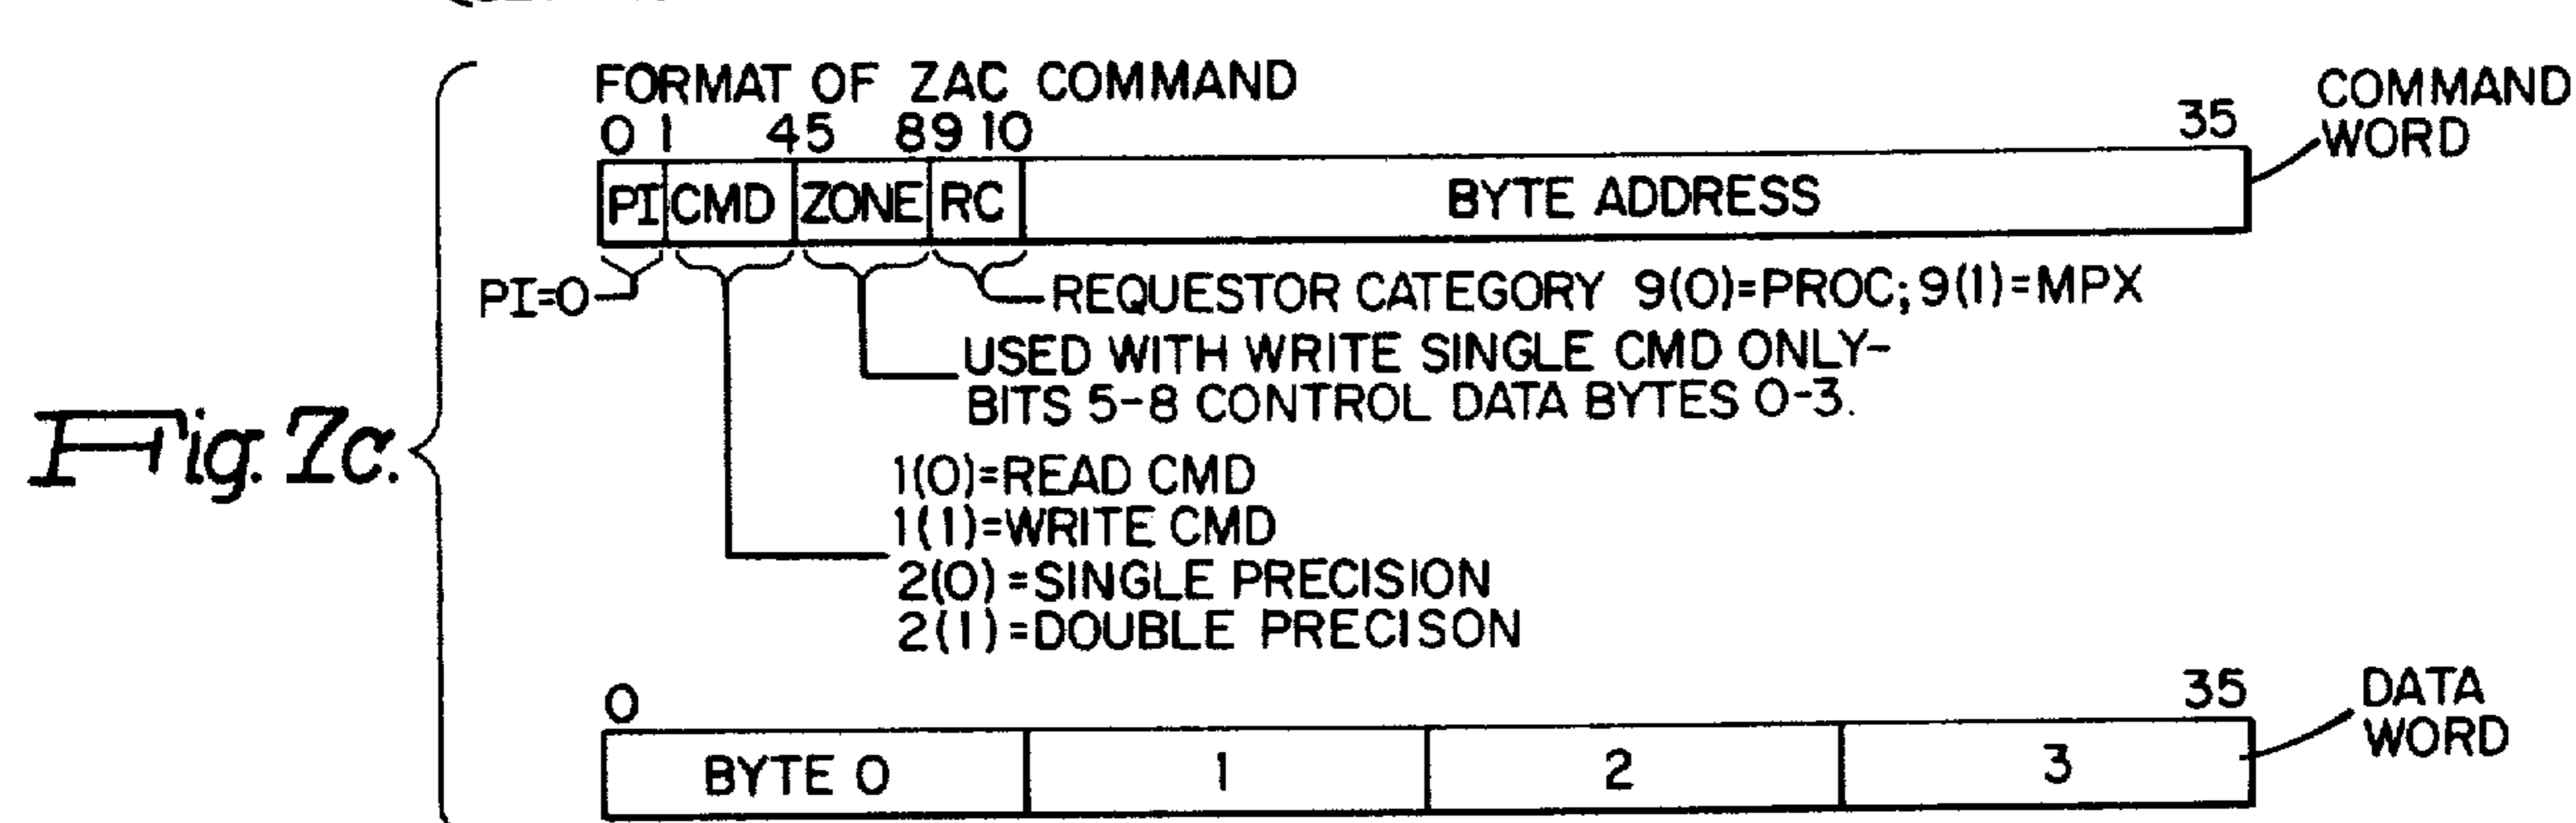 FORMAT OF ZAC COMMAND
0 1 4 5 8 9 10 35
COMMAND
WORD
PI CMD ZONE RC BYTE ADDRESS
PI=0
REQUESTOR CATEGORY 9(0)=PROC; 9(1)=MPX
USED WITH WRITE SINGLE CMD ONLY-
BITS 5-8 CONTROL DATA BYTES 0-3.
Fig. 7c.
1(0)=READ CMD
1(1)=WRITE CMD
2(0)=SINGLE PRECISION
2(1)=DOUBLE PRECISON
0 35
DATA
WORD
BYTE 0 1 2 3